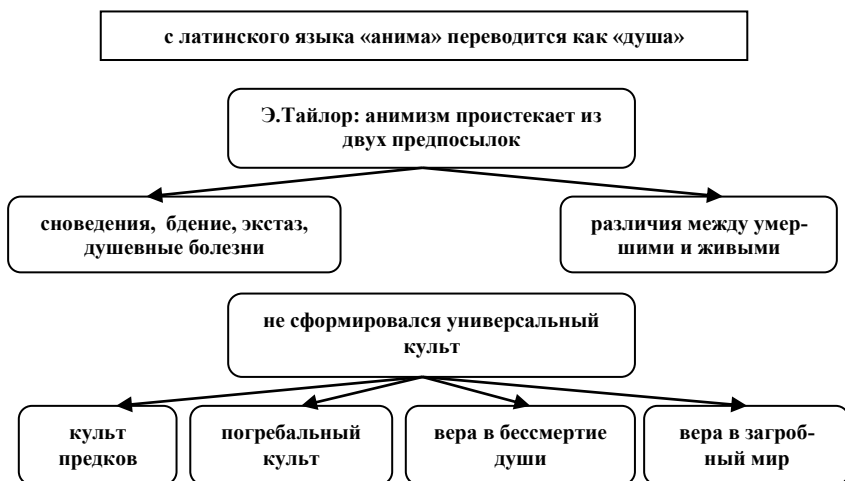 с латинского языка «анима» переводится как «душа»
Э.Тайлор: анимизм проистекает из
двух предпосылок
сноведения, бдение, экстаз,
душевные болезни
различия между умер-
шими и живыми
не сформировался универсальный
культ
культ
предков
погребальный
культ
вера в бессмертие
души
вера в загроб-
ный мир